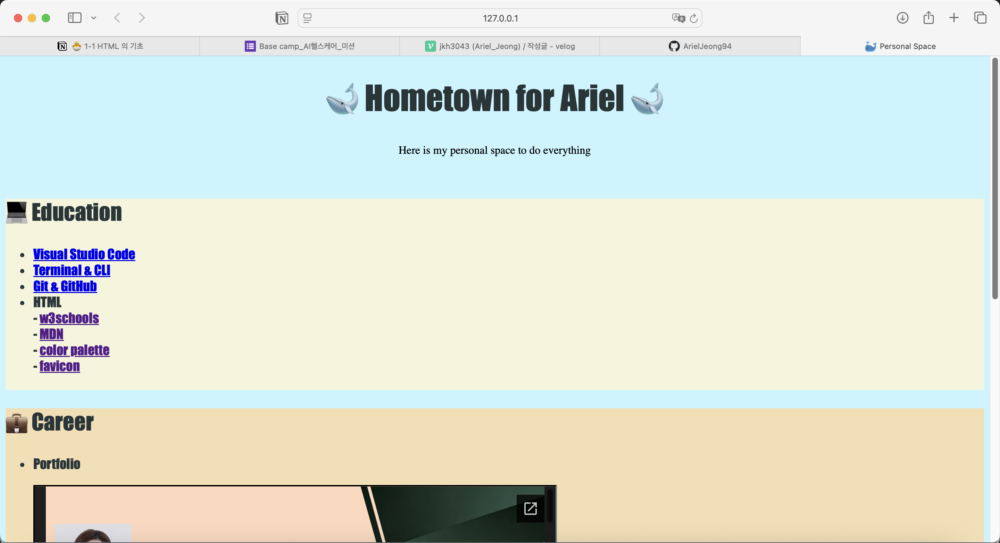 127.0.0.1
1-1 HTML 의 기초
Base camp_AI헬스케어_미션
jkh3043 (Ariel_Jeong) / 작성글 - velog
ArielJeong94
Personal Space
Hometown for Ariel
Here is my personal space to do everything
Education
• Visual Studio Code
• Terminal & CLI
• Git & GitHub
• HTML
- w3schools
- MDN
- color palette
- favicon
Career
• Portfolio